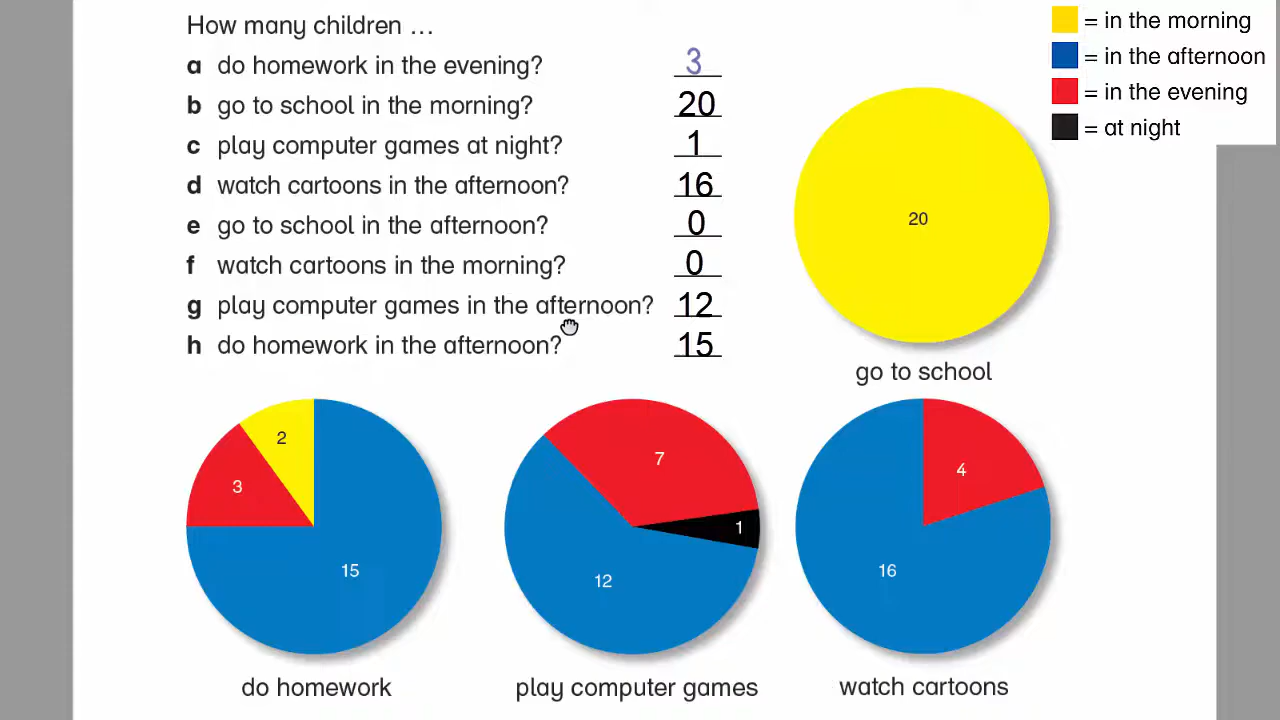 How many children …
a do homework in the evening? 3
b go to school in the morning? 20
c play computer games at night? 1
d watch cartoons in the afternoon? 16
e go to school in the afternoon? 0
f watch cartoons in the morning? 0
g play computer games in the afternoon? 12
h do homework in the afternoon? 15
= in the morning
= in the afternoon
= in the evening
= at night
20
go to school
2
3
15
do homework
7
1
12
play computer games
4
16
watch cartoons